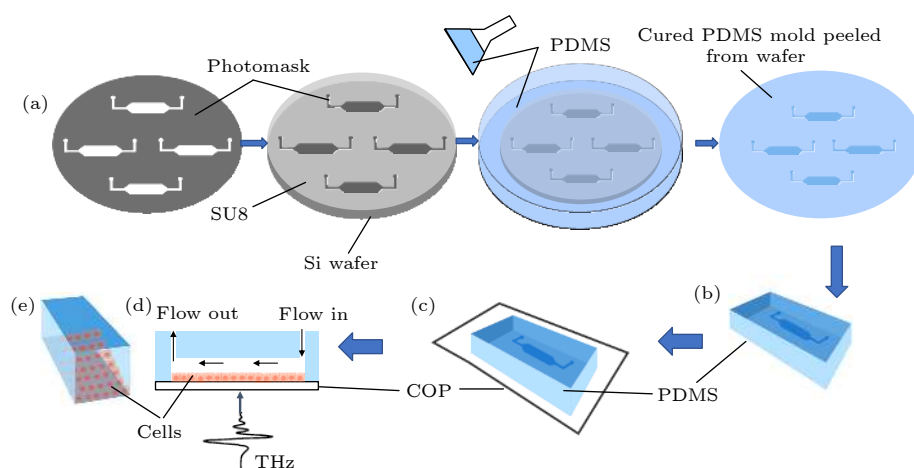 PDMS
Cured PDMS mold peeled
from wafer
Photomask
(a)
SU8
Si wafer
(e)
(d)
Flow out
Flow in
(c)
(b)
COP
PDMS
Cells
THz